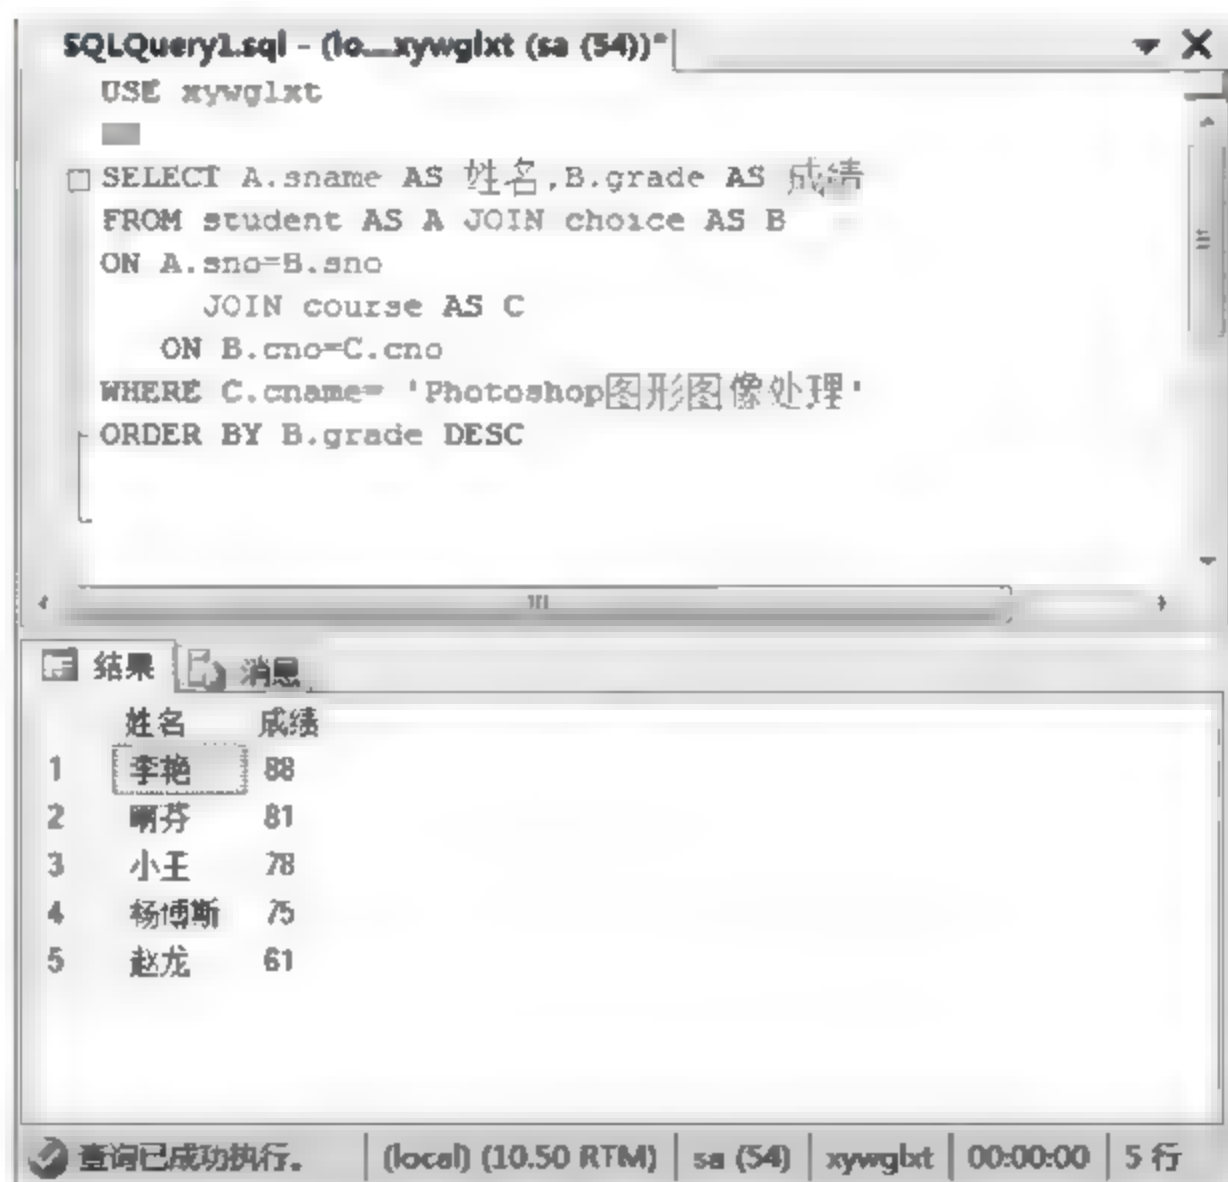 SQLQuery1.sql - (lo...xywglxt (sa (54))*
USE xywglxt
SELECT A.sname AS 姓名,B.grade AS 成绩
FROM student AS A JOIN choice AS B
ON A.sno=B.sno
JOIN course AS C
ON B.cno=C.cno
WHERE C.cname= 'Photoshop图形图像处理'
ORDER BY B.grade DESC
结果 消息
姓名 成绩
1 李艳 88
2 芬 81
3 小王 78
4 杨 斯 75
5 赵龙 61
查询已成功执行。 (local) (10.50 RTM) sa (54) xywglxt 00:00:00 5 行